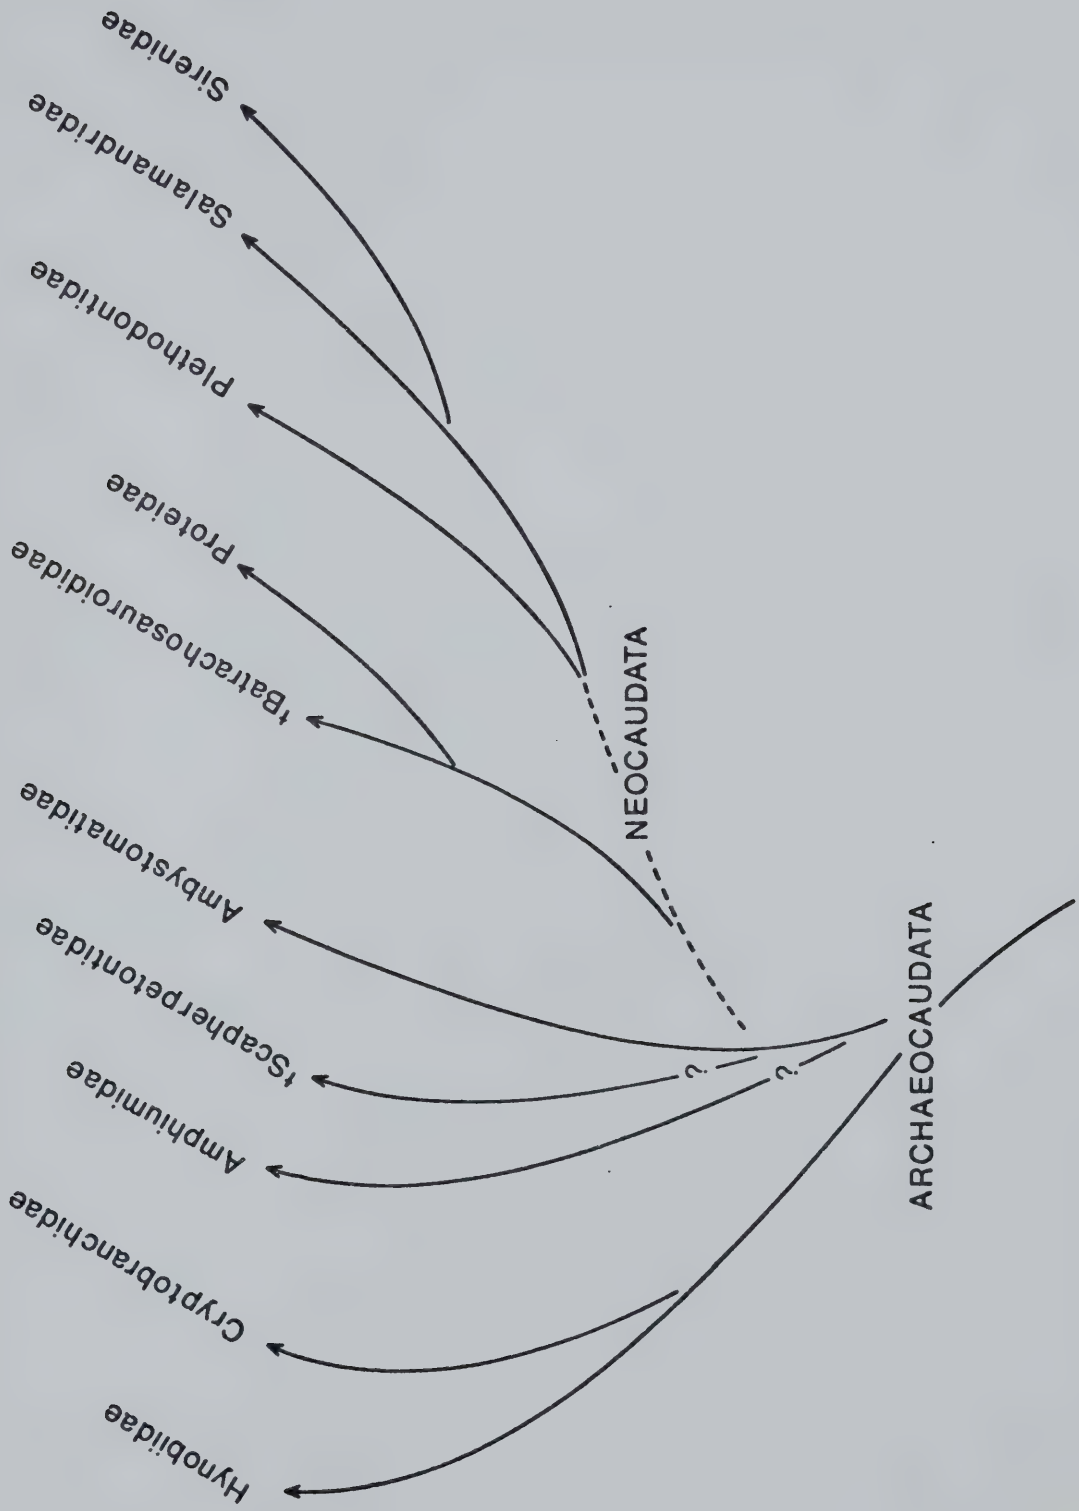 Hynobiidae
Cryptobranchidae
Amphiumidae
†Scapherpetontidae
Ambystomatidae
†Batrachosauroididae
Proteidae
Plethodontidae
Salamandridae
Sirenidae
?
?
NEOCAUDATA
ARCHAEOCAUDATA